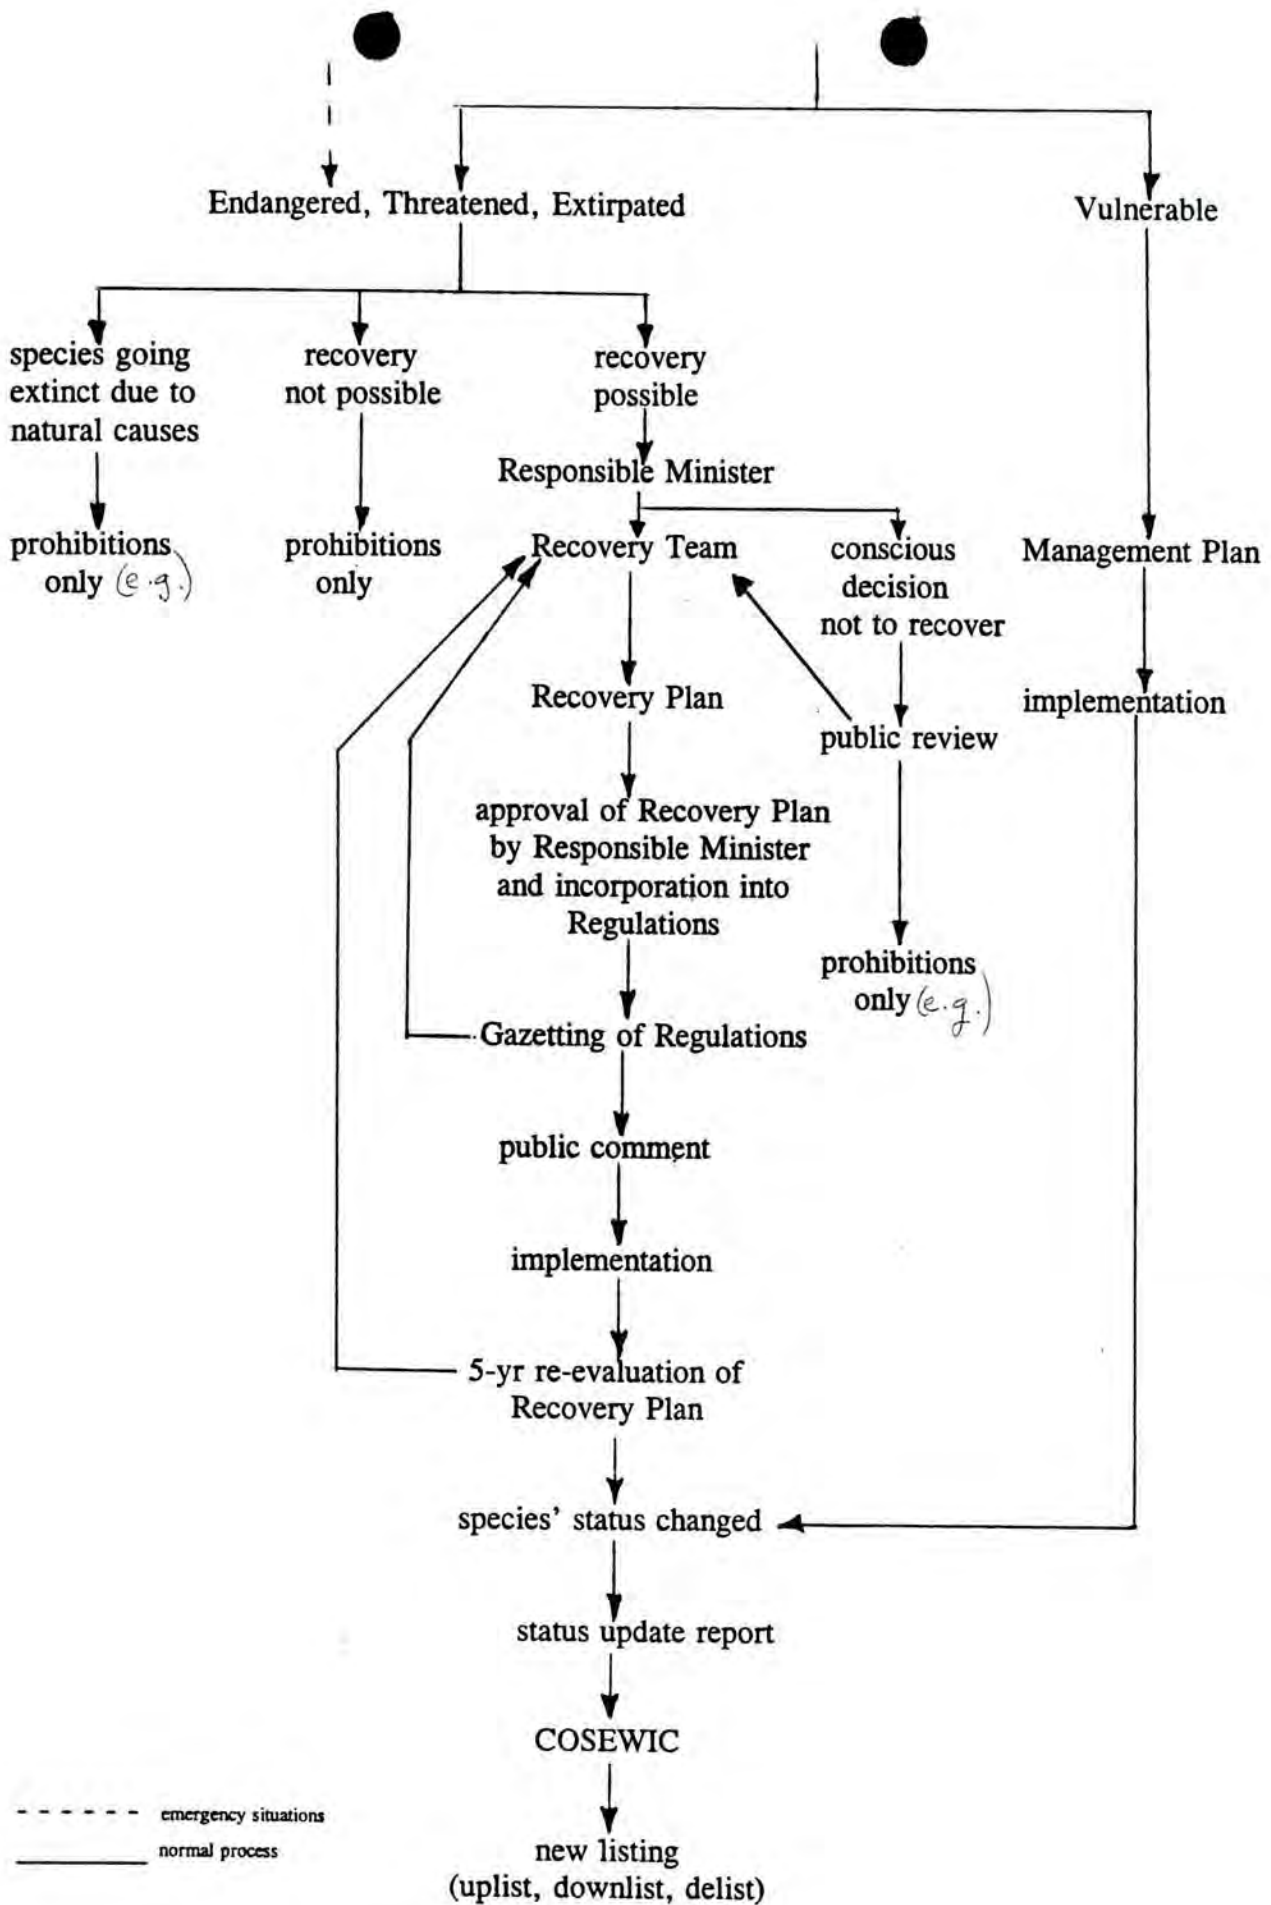 Endangered, Threatened, Extirpated
Vulnerable
species going
extinct due to
natural causes
recovery
not possible
recovery
possible
Responsible Minister
prohibitions
only (e.g.)
prohibitions
only
Recovery Team
conscious
decision
not to recover
Management Plan
Recovery Plan
public review
implementation
approval of Recovery Plan
by Responsible Minister
and incorporation into
Regulations
prohibitions
only (e.g.)
Gazetting of Regulations
public comment
implementation
5-yr re-evaluation of
Recovery Plan
species' status changed
status update report
COSEWIC
emergency situations
normal process
new listing
(uplist, downlist, delist)